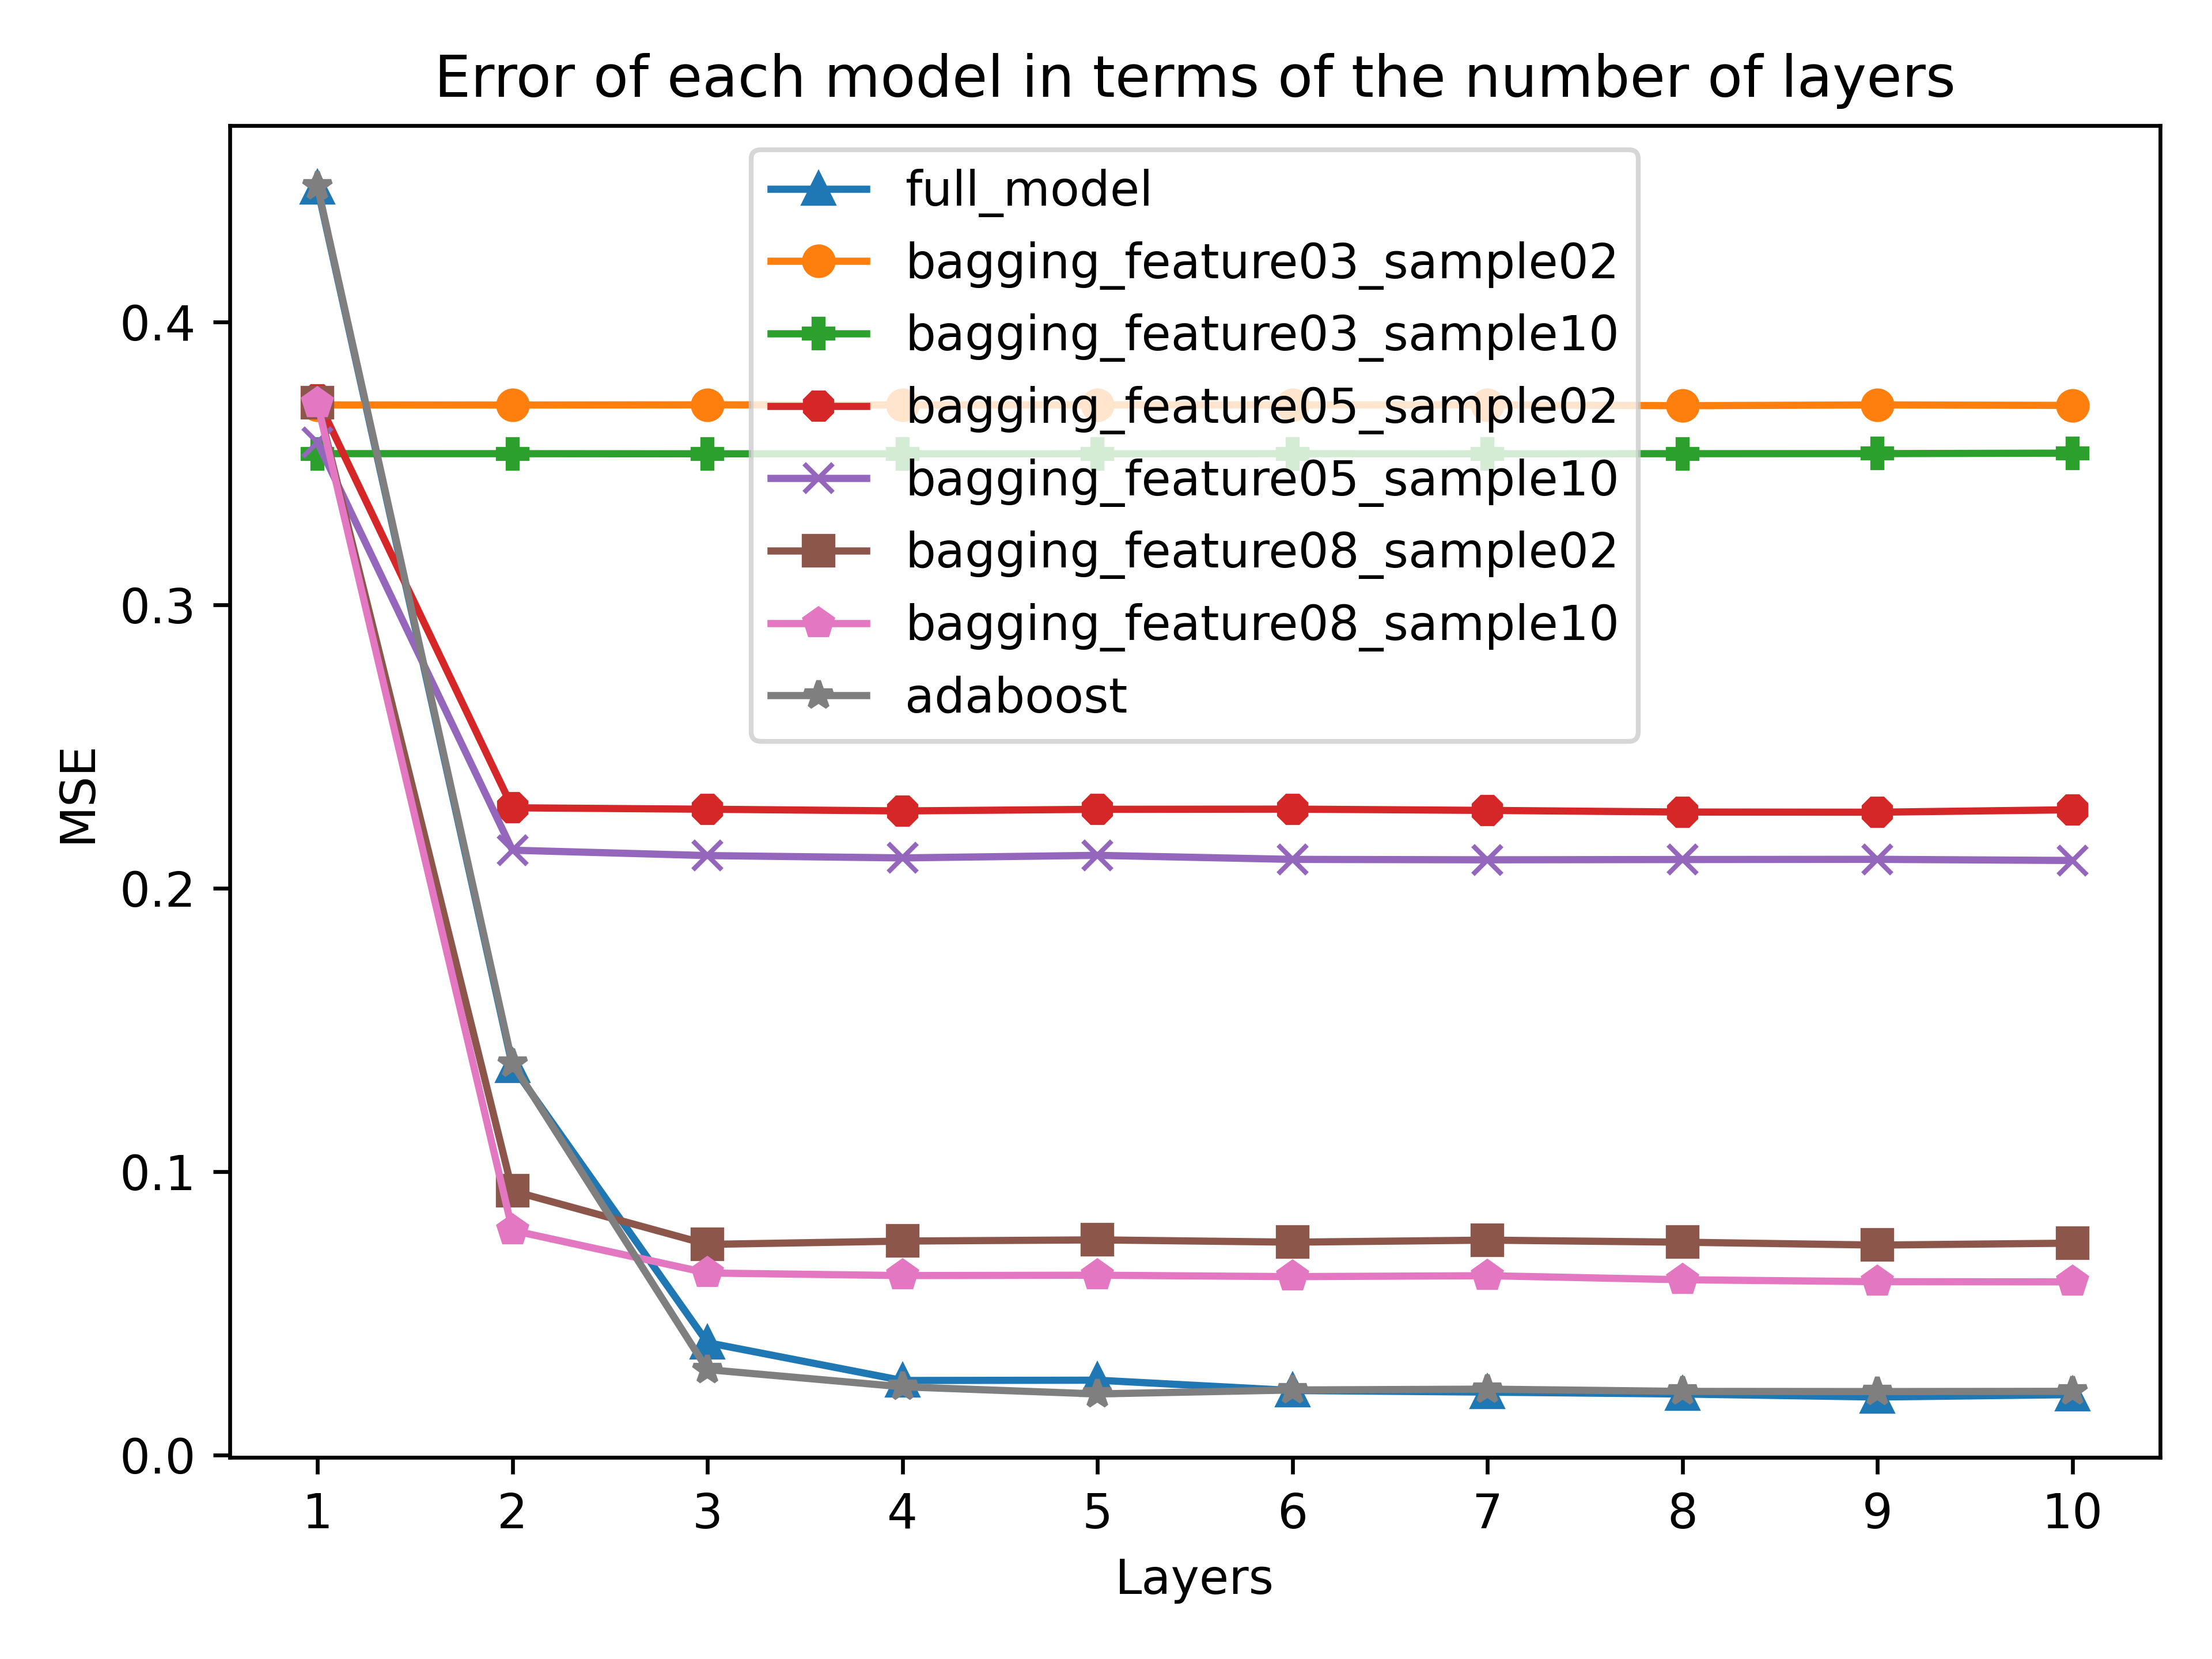 Error of each model in terms of the number of layers
full_model
bagging_feature03_sample02
bagging_feature03_sample10
bagging_feature05_sample02
bagging_feature05_sample10
bagging_feature08_sample02
bagging_feature08_sample10
adaboost
MSE
0.4
0.3
0.2
0.1
0.0
1 2 3 4 5 6 7 8 9 10
Layers